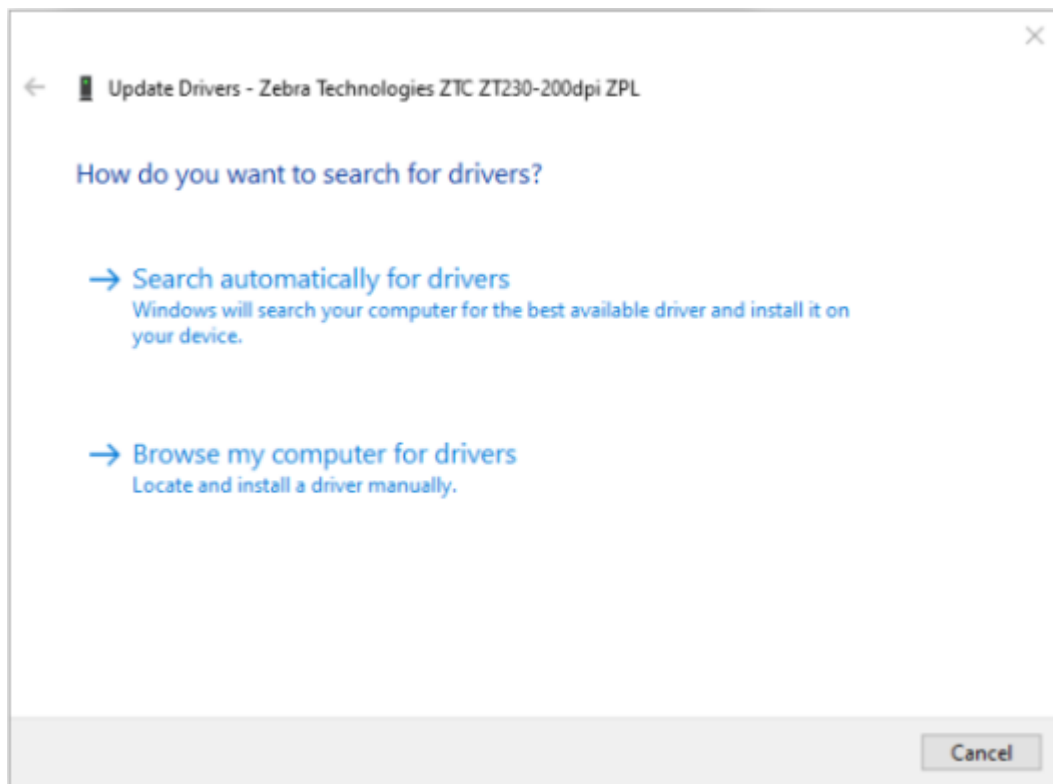 Update Drivers - Zebra Technologies ZTC ZT230-200dpi ZPL
How do you want to search for drivers?
Search automatically for drivers
Windows will search your computer for the best available driver and install it on
your device.
Browse my computer for drivers
Locate and install a driver manually.
Cancel